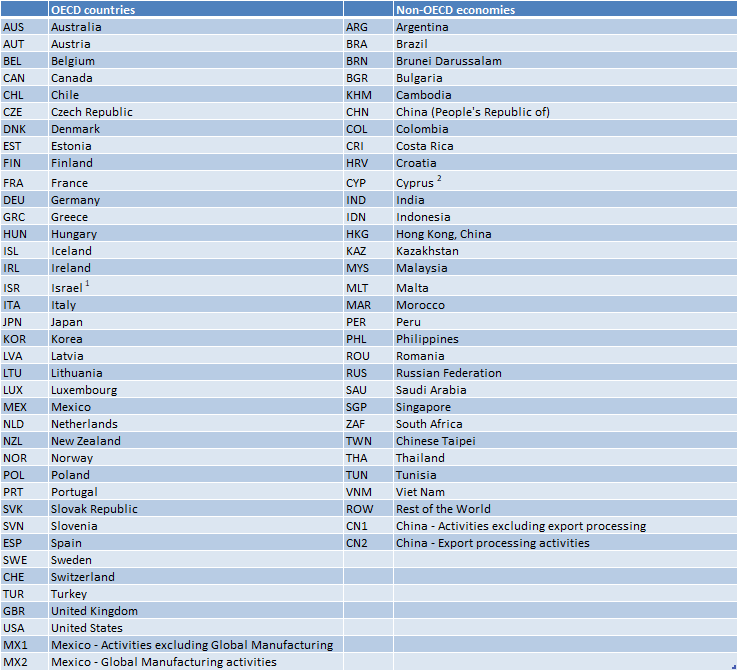 OECD countries Non-OECD economies
AUS Australia ARG Argentina
AUT Austria BRA Brazil
BEL Belgium BRN Brunei Darussalam
CAN Canada BGR Bulgaria
CHL Chile KHM Cambodia
CZE Czech Republic CHN China (People's Republic of)
DNK Denmark COL Colombia
EST Estonia CRI Costa Rica
FIN Finland HRV Croatia
FRA France CYP Cyprus 2
DEU Germany IND India
GRC Greece IDN Indonesia
HUN Hungary HKG Hong Kong, China
ISL Iceland KAZ Kazakhstan
IRL Ireland MYS Malaysia
ISR Israel 1 MLT Malta
ITA Italy MAR Morocco
JPN Japan PER Peru
KOR Korea PHL Philippines
LVA Latvia ROU Romania
LTU Lithuania RUS Russian Federation
LUX Luxembourg SAU Saudi Arabia
MEX Mexico SGP Singapore
NLD Netherlands ZAF South Africa
NZL New Zealand TWN Chinese Taipei
NOR Norway THA Thailand
POL Poland TUN Tunisia
PRT Portugal VNM Viet Nam
SVK Slovak Republic ROW Rest of the World
SVN Slovenia CN1 China - Activities excluding export processing
ESP Spain CN2 China - Export processing activities
SWE Sweden
CHE Switzerland
TUR Turkey
GBR United Kingdom
USA United States
MX1 Mexico - Activities excluding Global Manufacturing
MX2 Mexico - Global Manufacturing activities